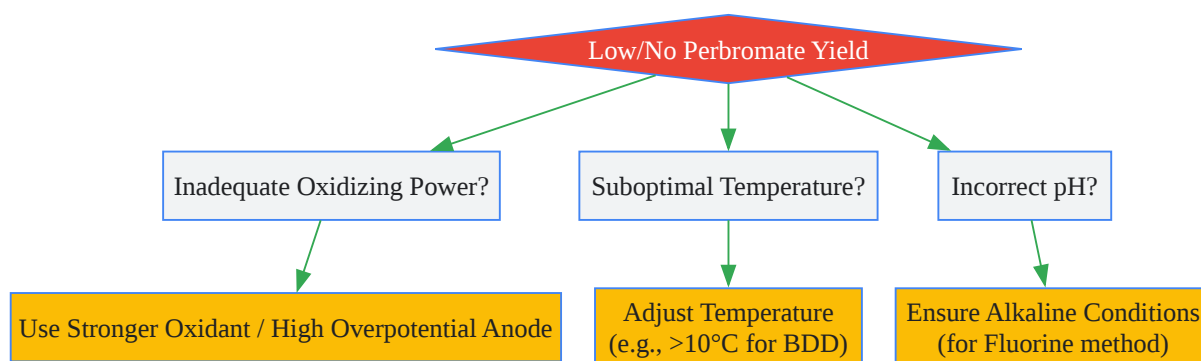 Low/No Perbromate Yield
Inadequate Oxidizing Power?
Suboptimal Temperature?
Incorrect pH?
Use Stronger Oxidant / High Overpotential Anode
Adjust Temperature
(e.g., >10°C for BDD)
Ensure Alkaline Conditions
(for Fluorine method)